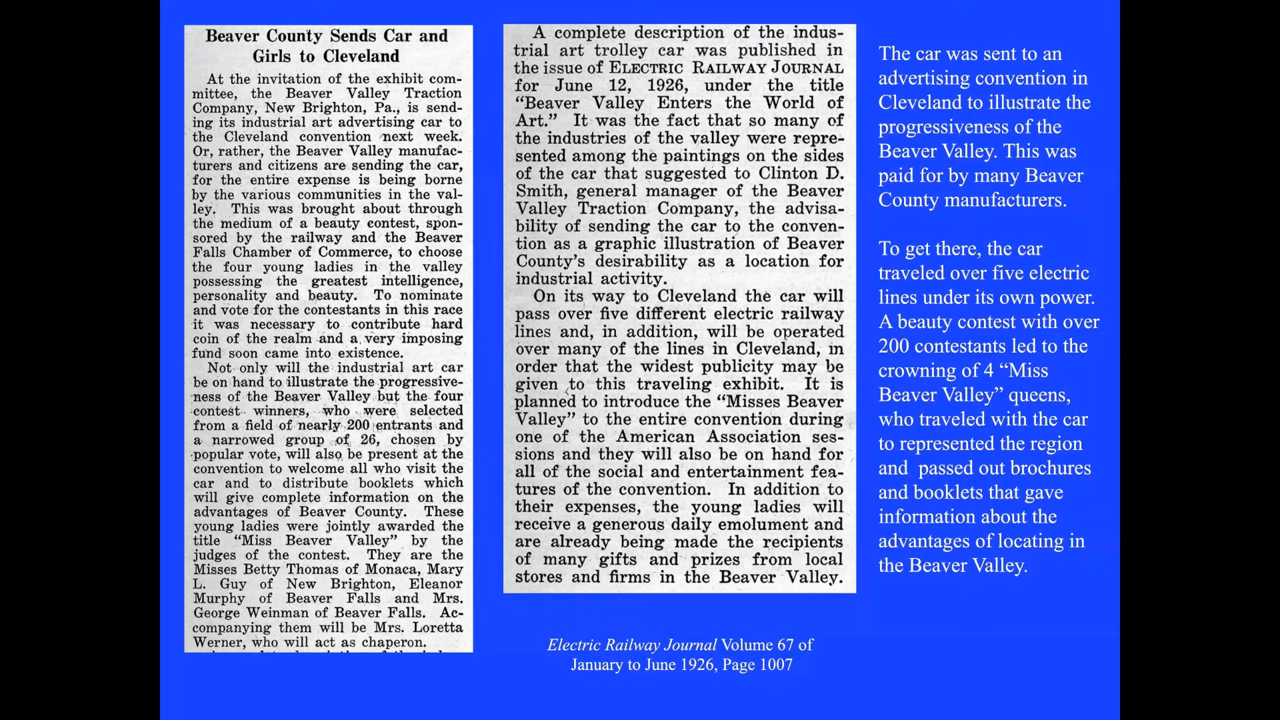 Beaver County Sends Car and
Girls to Cleveland
At the invitation of the exhibit com-
mittee, the Beaver Valley Traction
Company, New Brighton, Pa., is send-
ing its industrial art advertising car to
the Cleveland convention next week.
Or, rather, the Beaver Valley manufac-
turers and citizens are sending the car,
for the entire expense is being borne
by the various communities in the val-
ley. This was brought about through
the medium of a beauty contest, spon-
sored by the railway and the Beaver
Falls Chamber of Commerce, to choose
the four young ladies in the valley
possessing the greatest intelligence,
personality and beauty. To nominate
and vote for the contestants in this race
it was necessary to contribute hard
coin of the realm and a very imposing
fund soon came into existence.
Not only will the industrial art car
be on hand to illustrate the progressive-
ness of the Beaver Valley but the four
contest winners, who were selected
from a field of nearly 200 entrants and
a narrowed group of 26, chosen by
popular vote, will also be present at the
convention to welcome all who visit the
car and to distribute booklets which
will give complete information on the
advantages of Beaver County. These
young ladies were jointly awarded the
title "Miss Beaver Valley" by the
judges of the contest. They are the
Misses Betty Thomas of Monaca, Mary
L. Guy of New Brighton, Eleanor
Murphy of Beaver Falls and Mrs.
George Weinman of Beaver Falls. Ac-
companying them will be Mrs. Loretta
Werner, who will act as chaperon.
A complete description of the indus-
trial art trolley car was published in
the issue of ELECTRIC RAILWAY JOURNAL
for June 12, 1926, under the title
"Beaver Valley Enters the World of
Art." It was the fact that so many of
the industries of the valley were repre-
sented among the paintings on the sides
of the car that suggested to Clinton D.
Smith, general manager of the Beaver
Valley Traction Company, the advisa-
bility of sending the car to the conven-
tion as a graphic illustration of Beaver
County's desirability as a location for
industrial activity.
On its way to Cleveland the car will
pass over five different electric railway
lines and, in addition, will be operated
over many of the lines in Cleveland, in
order that the widest publicity may be
given to this traveling exhibit. It is
planned to introduce the "Misses Beaver
Valley" to the entire convention during
one of the American Association ses-
sions and they will also be on hand for
all of the social and entertainment fea-
tures of the convention. In addition to
their expenses, the young ladies will
receive a generous daily emolument and
are already being made the recipients
of many gifts and prizes from local
stores and firms in the Beaver Valley.
Electric Railway Journal Volume 67 of
January to June 1926, Page 1007
The car was sent to an
advertising convention in
Cleveland to illustrate the
progressiveness of the
Beaver Valley. This was
paid for by many Beaver
County manufacturers.
To get there, the car
traveled over five electric
lines under its own power.
A beauty contest with over
200 contestants led to the
crowning of 4 “Miss
Beaver Valley” queens,
who traveled with the car
to represented the region
and passed out brochures
and booklets that gave
information about the
advantages of locating in
the Beaver Valley.